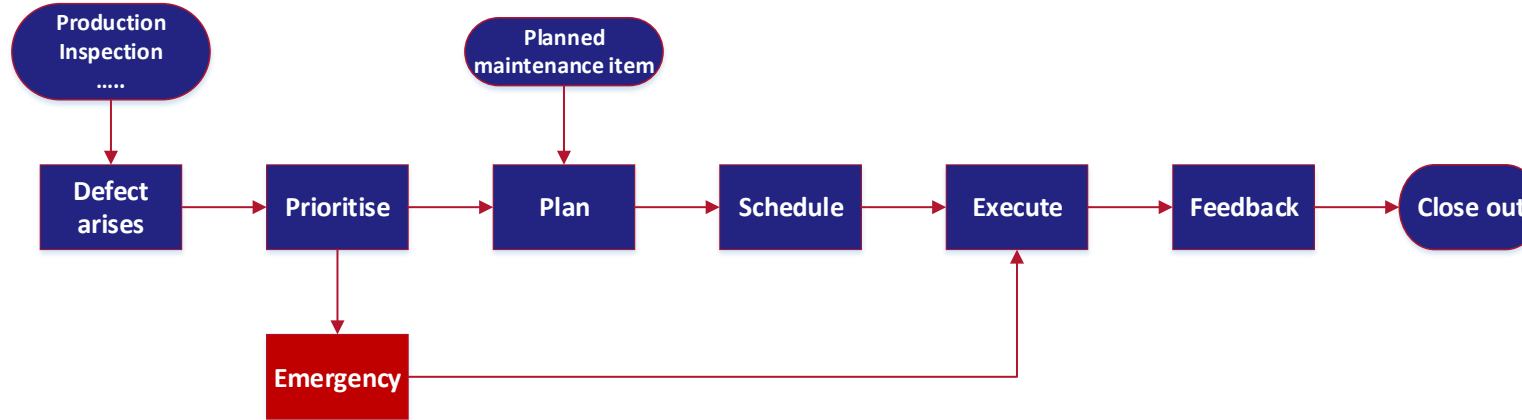 Production
Inspection
.....
Planned
maintenance item
Defect
arises
Prioritise
Plan
Schedule
Execute
Feedback
Close out
Emergency